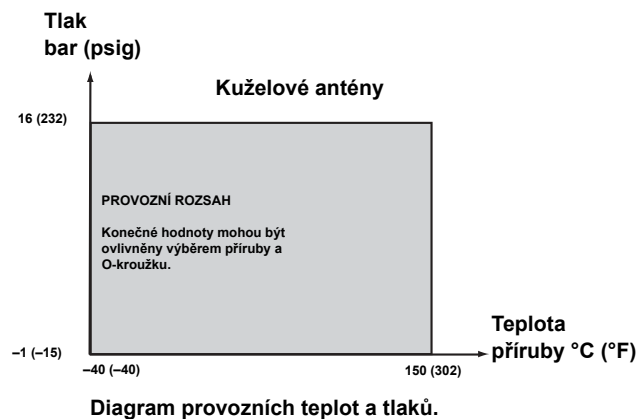 Tlak
bar (psig)
Kuželové antény
16 (232)
PROVOZNÍ ROZSAH
Konečné hodnoty mohou být
ovlivněny výběrem příruby a
O-kroužku.
Teplota
příruby °C (°F)
–1 (–15)
–40 (–40)
150 (302)
Diagram provozních teplot a tlaků.